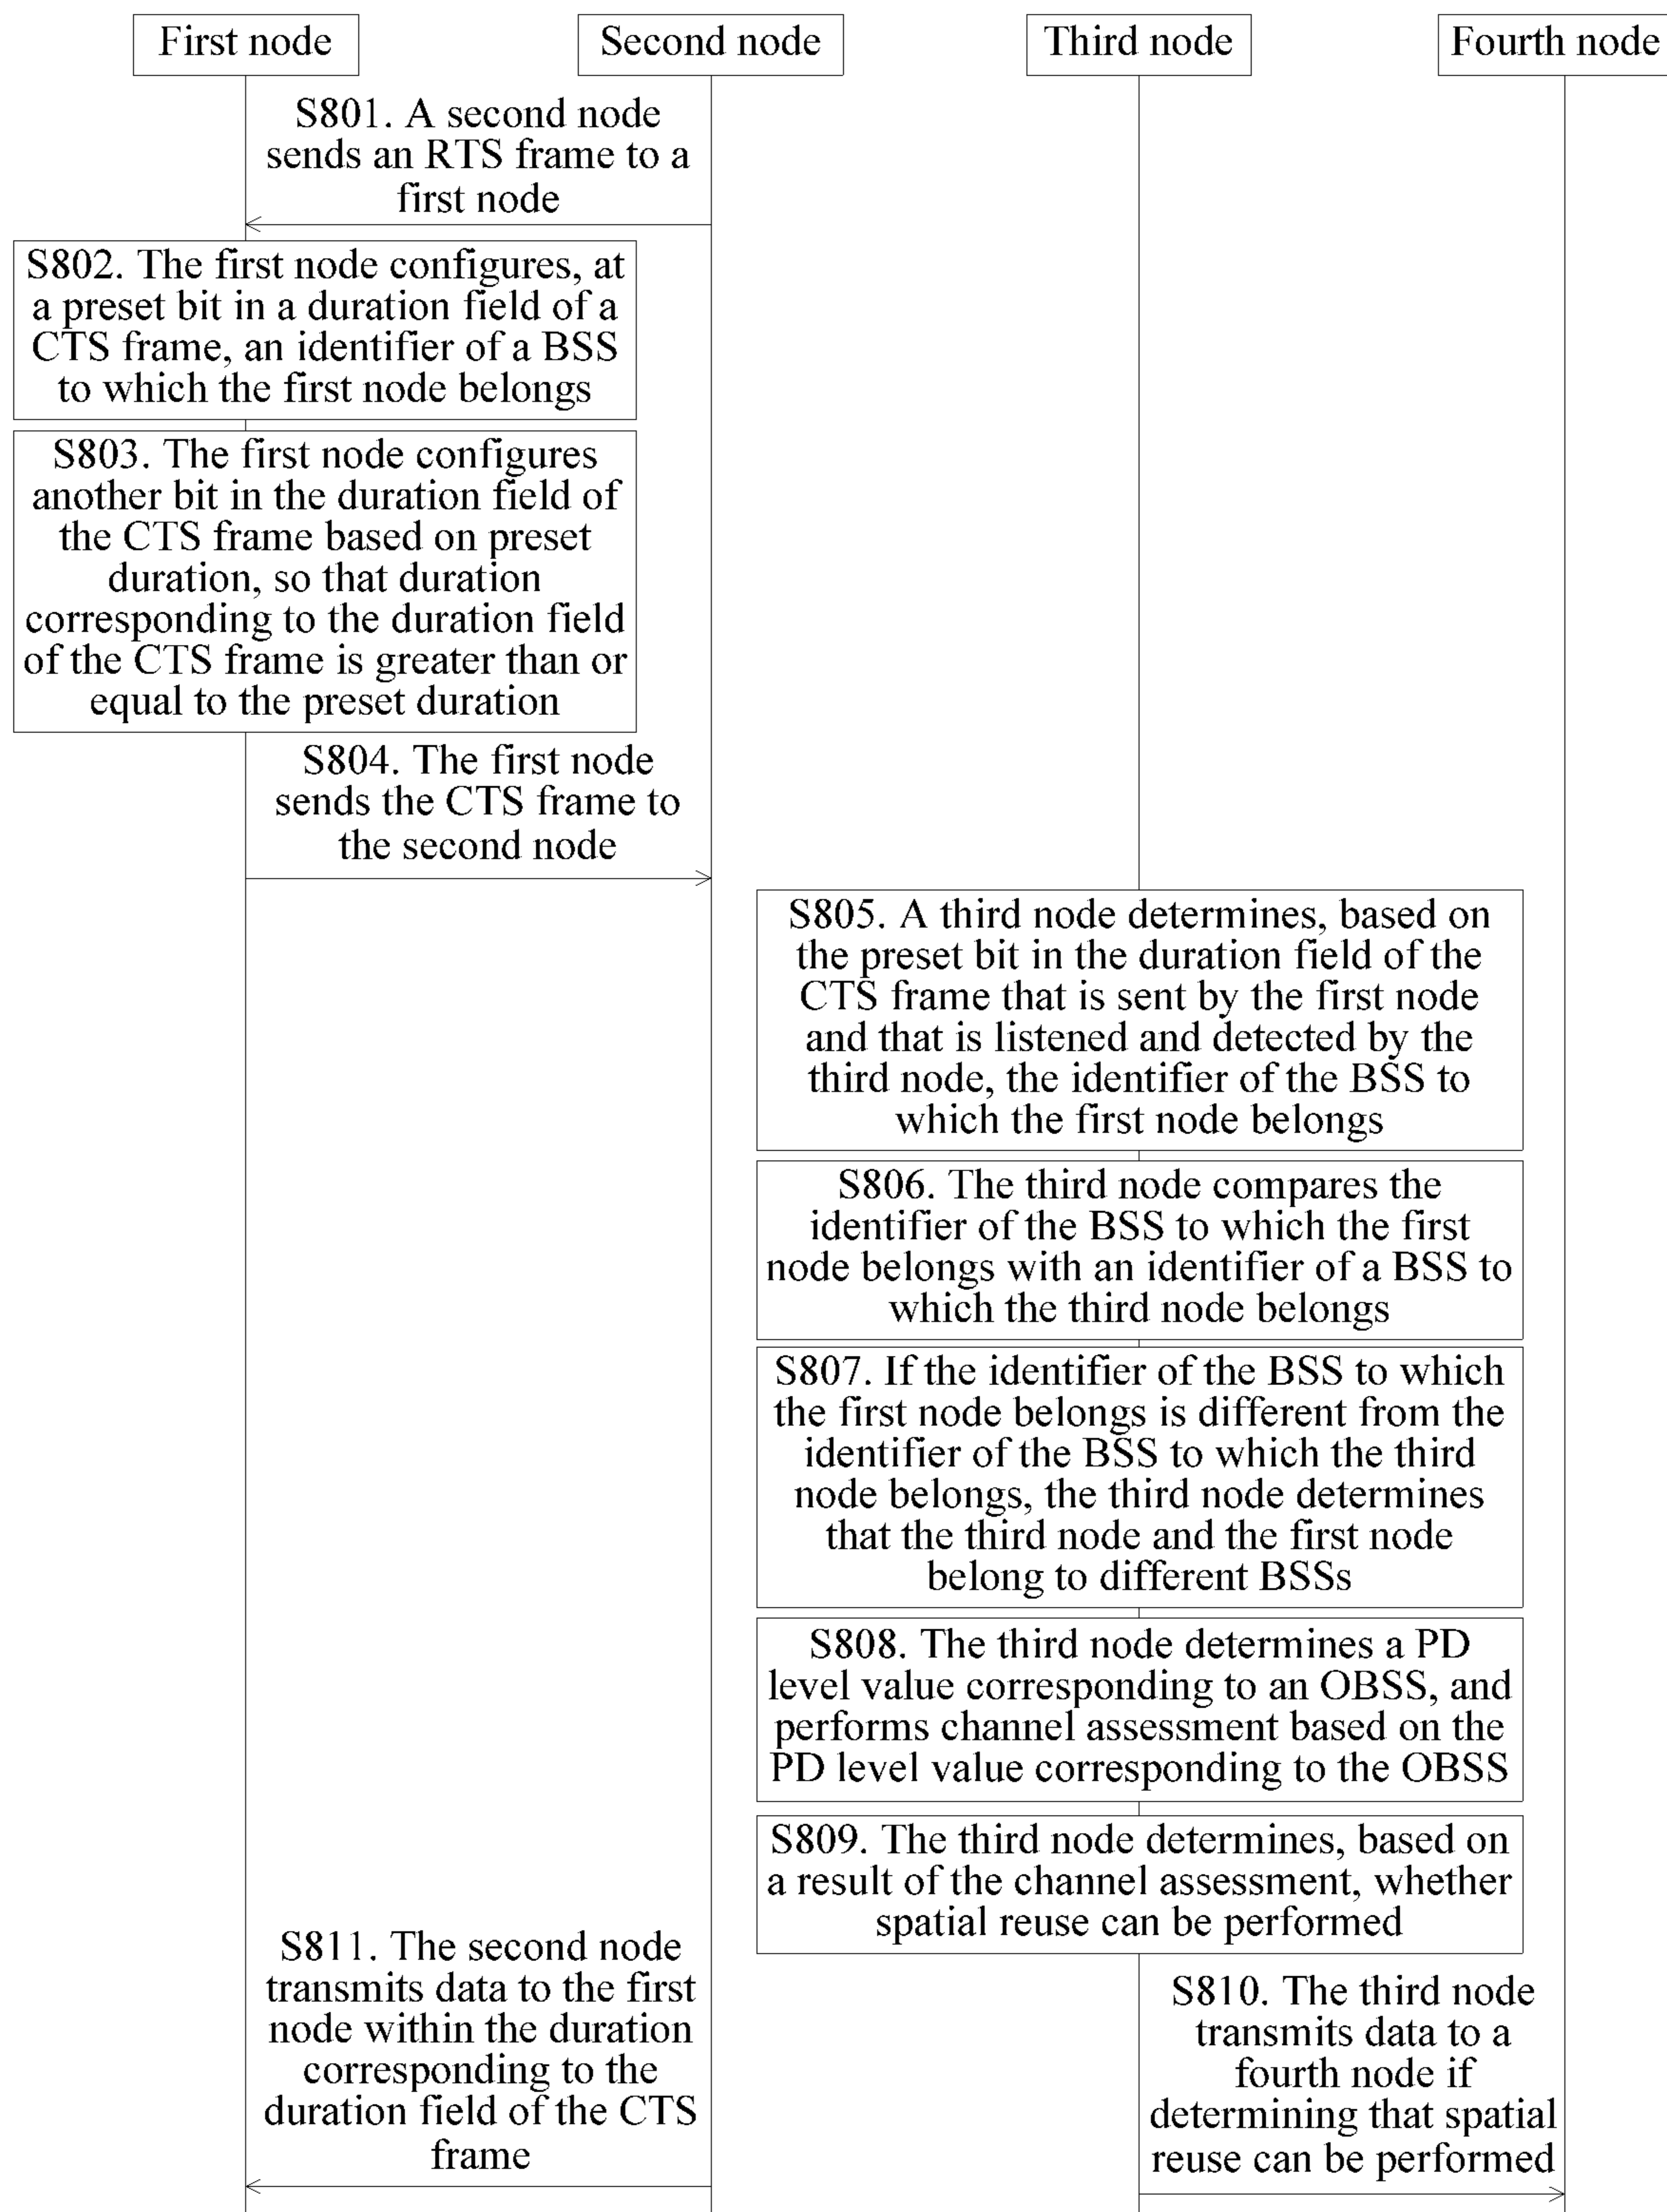 First node
Second node
Third node
Fourth node
S801. A second node
sends an RTS frame to a
first node
S802. The first node configures, at
a preset bit in a duration field of a
CTS frame, an identifier of a BSS
to which the first node belongs
S803. The first node configures
another bit in the duration field of
the CTS frame based on preset
duration, so that duration
corresponding to the duration field
of the CTS frame is greater than or
equal to the preset duration
S804. The first node
sends the CTS frame to
the second node
S805. A third node determines, based on
the preset bit in the duration field of the
CTS frame that is sent by the first node
and that is listened and detected by the
third node, the identifier of the BSS to
which the first node belongs
S806. The third node compares the
identifier of the BSS to which the first
node belongs with an identifier of a BSS to
which the third node belongs
S807. If the identifier of the BSS to which
the first node belongs is different from the
identifier of the BSS to which the third
node belongs, the third node determines
that the third node and the first node
belong to different BSSs
S808. The third node determines a PD
level value corresponding to an OBSS, and
performs channel assessment based on the
PD level value corresponding to the OBSS
S809. The third node determines, based on
a result of the channel assessment, whether
spatial reuse can be performed
S811. The second node
transmits data to the first
node within the duration
corresponding to the
duration field of the CTS
frame
S810. The third node
transmits data to a
fourth node if
determining that spatial
reuse can be performed